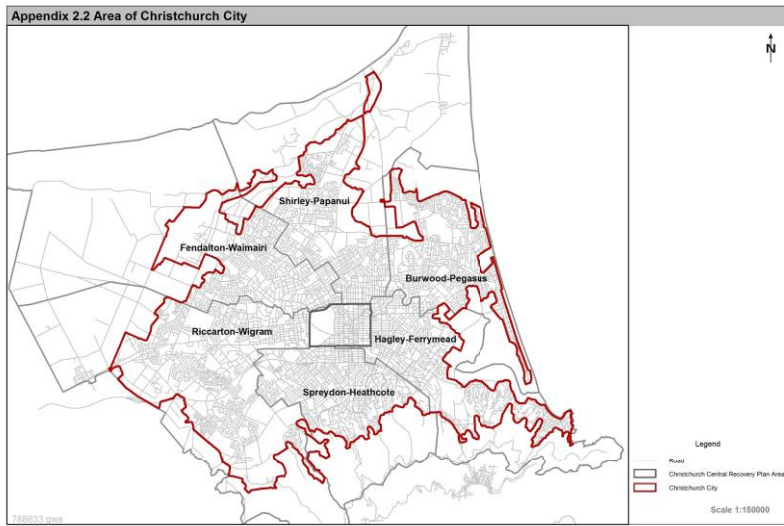 Appendix 2.2 Area of Christchurch City
N
Shirley-Papanui
Fendalton-Waimairi
Burwood-Pegasus
Riccarton-Wigram
Hagley-Ferrymead
Spreydon-Heathcote
Legend
Road
Christchurch Central Recovery Plan Area
Christchurch City
788633.gws
Scale 1:150000